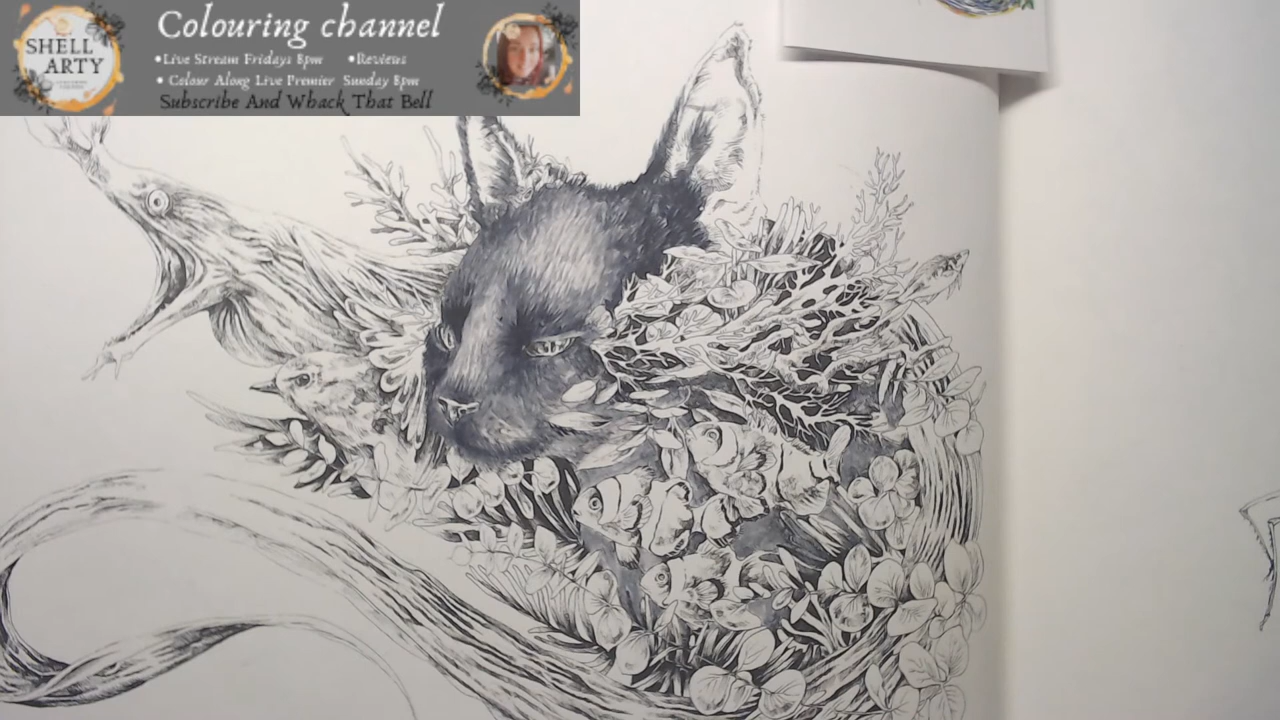 Colouring channel
SHELL
ARTY
•Live Stream Fridays 8pm •Reviews
• Colour Along Live Premier Sunday 8pm
Subscribe And Whack That Bell